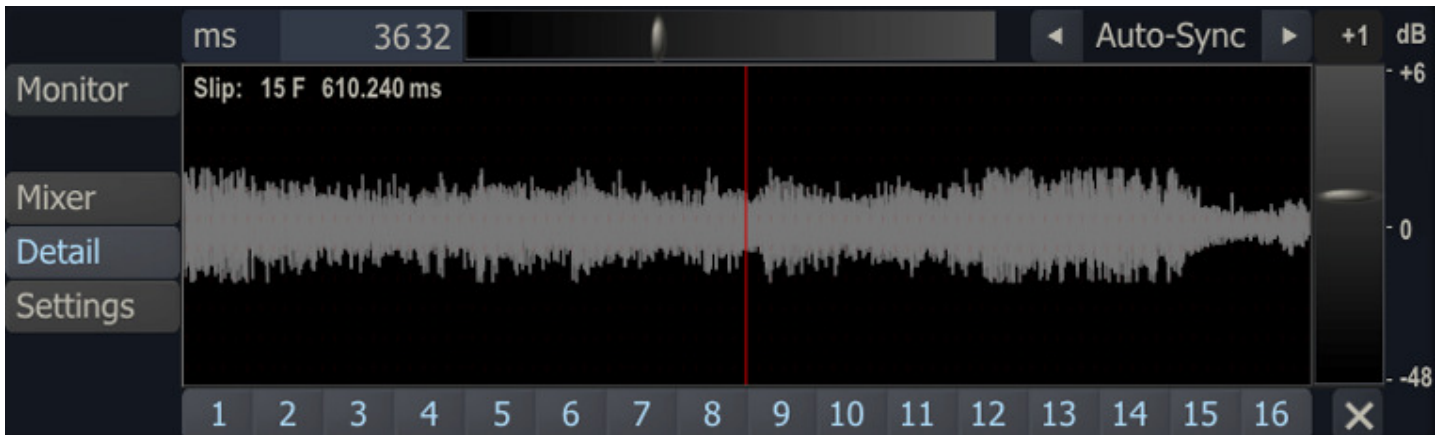 ms 3632 Auto-Sync +1 dB
Monitor
Slip: 15 F 610.240 ms
+6
Mixer
Detail
0
Settings
-48
1 2 3 4 5 6 7 8 9 10 11 12 13 14 15 16